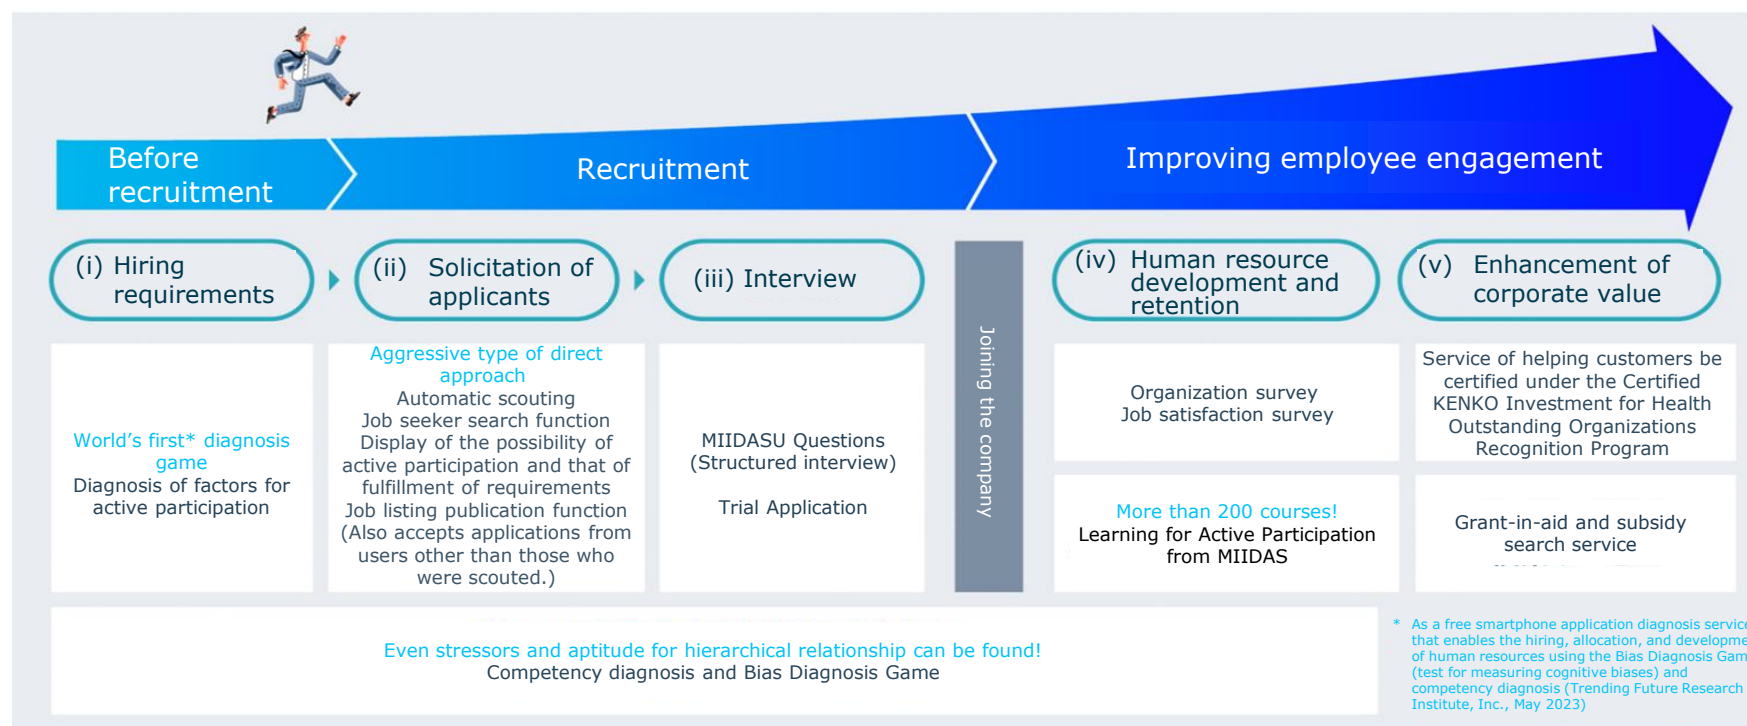 Before
recruitment
Recruitment
Improving employee engagement
(i) Hiring
requirements
(ii) Solicitation of
applicants
(iii) Interview
Joining the company
(iv) Human resource
development and
retention
(v) Enhancement of
corporate value
World's first* diagnosis
game
Diagnosis of factors for
active participation
Aggressive type of direct
approach
Automatic scouting
Job seeker search function
Display of the possibility of
active participation and that of
fulfillment of requirements
Job listing publication function
(Also accepts applications from
users other than those who
were scouted.)
MIIDASU Questions
(Structured interview)
Trial Application
Organization survey
Job satisfaction survey
More than 200 courses!
Learning for Active Participation
from MIIDAS
Service of helping customers be
certified under the Certified
KENKO Investment for Health
Outstanding Organizations
Recognition Program
Grant-in-aid and subsidy
search service
Even stressors and aptitude for hierarchical relationship can be found!
Competency diagnosis and Bias Diagnosis Game
* As a free smartphone application diagnosis service
that enables the hiring, allocation, and developme
of human resources using the Bias Diagnosis Gam
(test for measuring cognitive biases) and
competency diagnosis (Trending Future Research
Institute, Inc., May 2023)